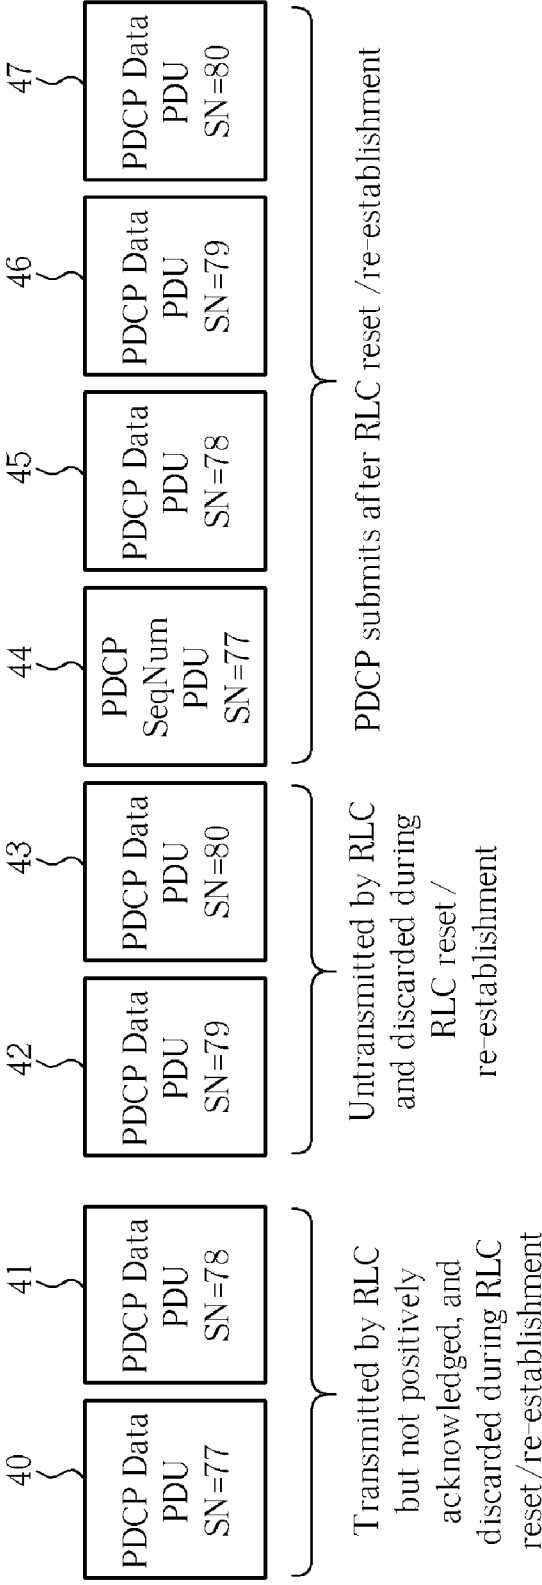 40
41
42
43
44
45
46
47
PDCP Data
PDU
SN=77
PDCP Data
PDU
SN=78
PDCP Data
PDU
SN=79
PDCP Data
PDU
SN=80
PDCP
SeqNum
PDU
SN=77
PDCP Data
PDU
SN=78
PDCP Data
PDU
SN=79
PDCP Data
PDU
SN=80
Transmitted by RLC
but not positively
acknowledged, and
discarded during RLC
reset/re-establishment
Untransmitted by RLC
and discarded during
RLC reset/
re-establishment
PDCP submits after RLC reset /re-establishment